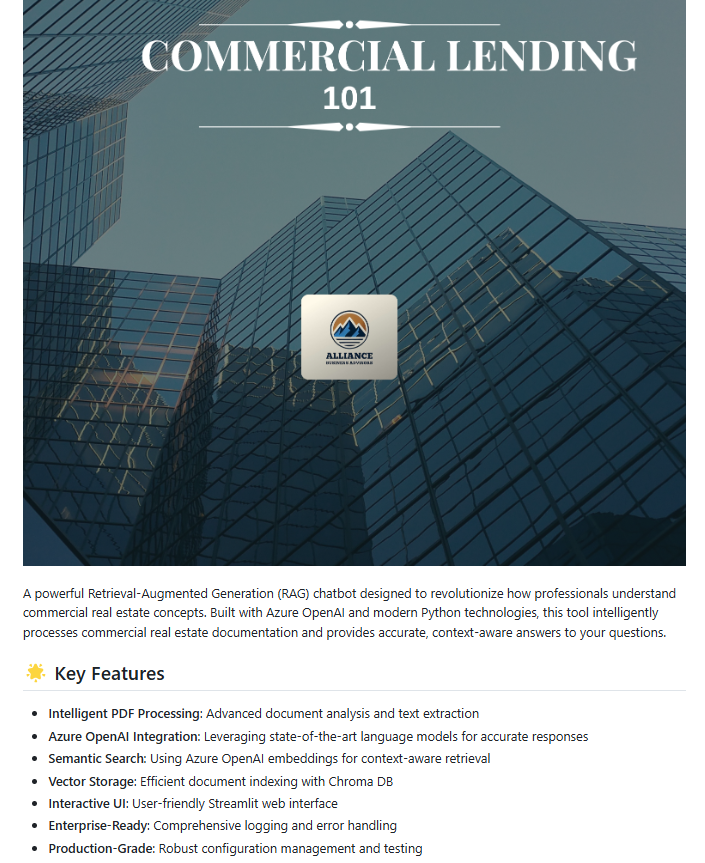 COMMERCIAL LENDING
101
ALLIANCE
A powerful Retrieval-Augmented Generation (RAG) chatbot designed to revolutionize how professionals understand
commercial real estate concepts. Built with Azure OpenAI and modern Python technologies, this tool intelligently
processes commercial real estate documentation and provides accurate, context-aware answers to your questions.
🌟 Key Features
• Intelligent PDF Processing: Advanced document analysis and text extraction
• Azure OpenAI Integration: Leveraging state-of-the-art language models for accurate responses
• Semantic Search: Using Azure OpenAI embeddings for context-aware retrieval
• Vector Storage: Efficient document indexing with Chroma DB
• Interactive UI: User-friendly Streamlit web interface
• Enterprise-Ready: Comprehensive logging and error handling
• Production-Grade: Robust configuration management and testing